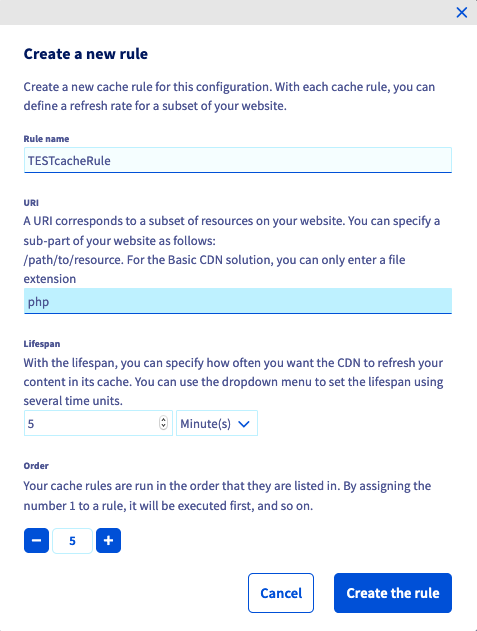 Create a new rule
Create a new cache rule for this configuration. With each cache rule, you can
define a refresh rate for a subset of your website.
Rule name
TESTcacheRule
URI
A URI corresponds to a subset of resources on your website. You can specify a
sub-part of your website as follows:
/path/to/resource. For the Basic CDN solution, you can only enter a file
extension
php
Lifespan
With the lifespan, you can specify how often you want the CDN to refresh your
content in its cache. You can use the dropdown menu to set the lifespan using
several time units.
5 Minute(s)
Order
Your cache rules are run in the order that they are listed in. By assigning the
number 1 to a rule, it will be executed first, and so on.
− 5 +
Cancel Create the rule